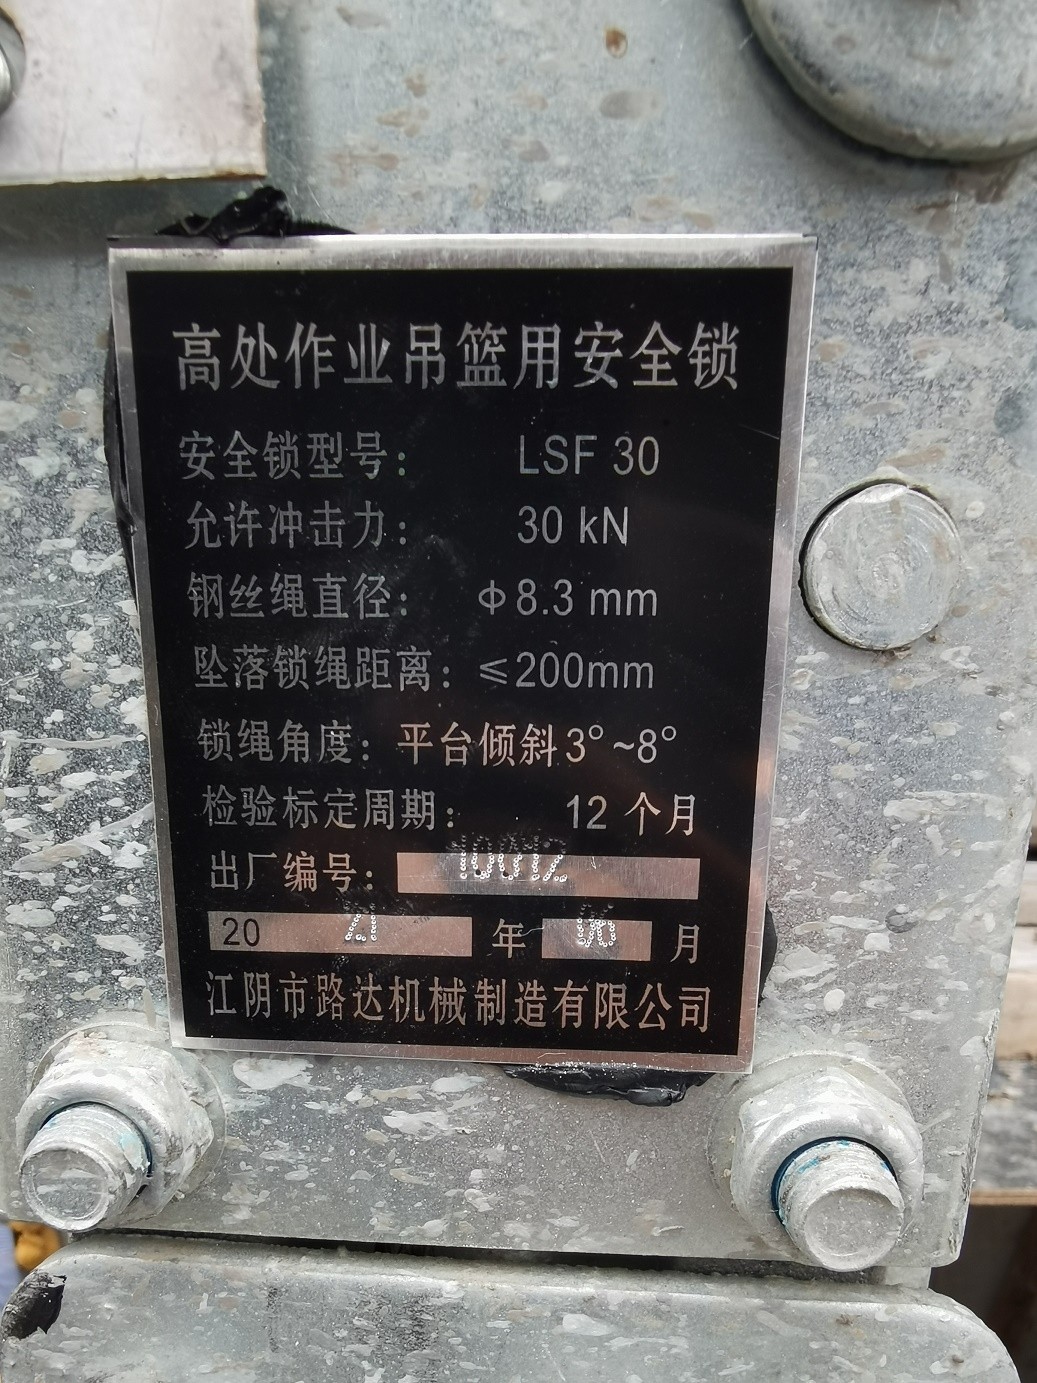 高处作业吊篮用安全锁
安全锁型号: LSF 30
允许冲击力: 30 kN
钢丝绳直径: Φ8.3 mm
坠落锁绳距离: ≤200mm
锁绳角度: 平台倾斜3°~8°
检验标定周期: 12 个月
出厂编号: 10012
2021 年 月
江阴市路达机械制造有限公司